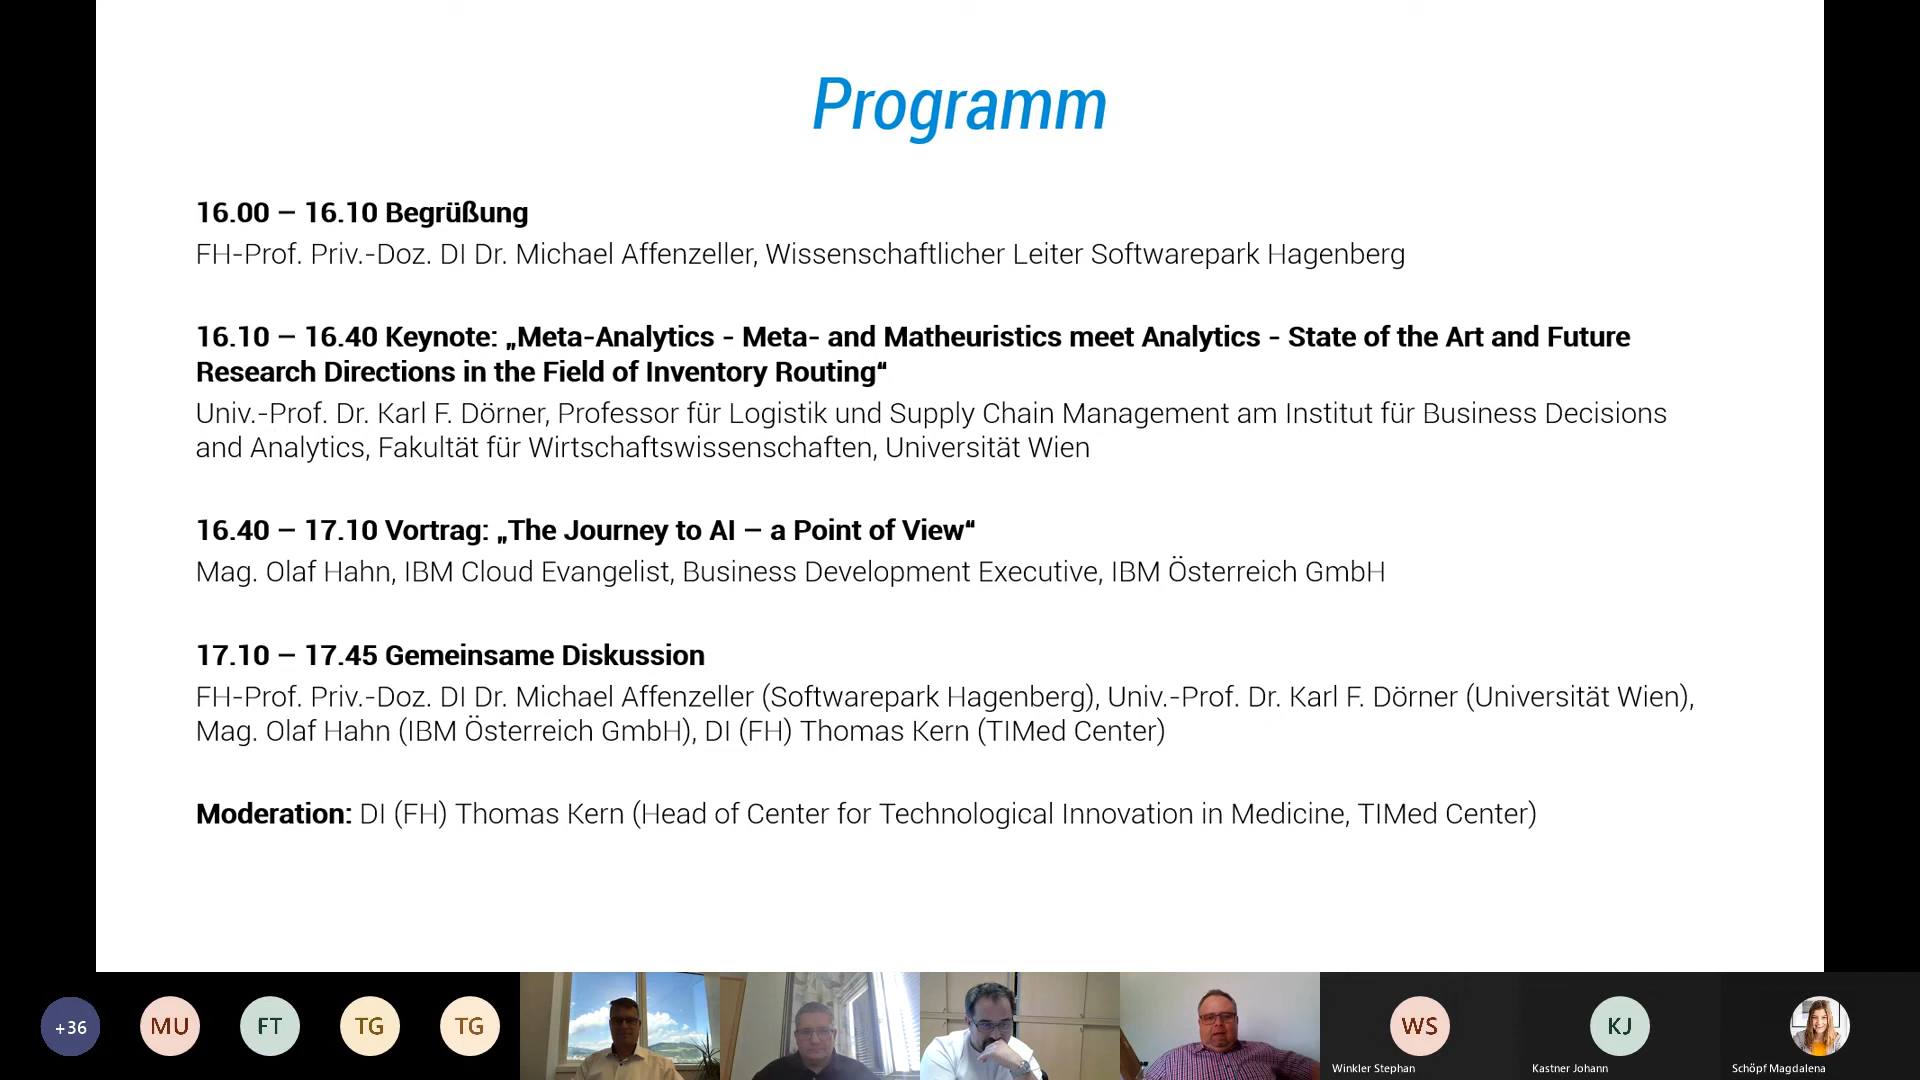 Programm
16.00 – 16.10 Begrüßung
FH-Prof. Priv.-Doz. DI Dr. Michael Affenzeller, Wissenschaftlicher Leiter Softwarepark Hagenberg
16.10 – 16.40 Keynote: „Meta-Analytics - Meta- and Matheuristics meet Analytics - State of the Art and Future
Research Directions in the Field of Inventory Routing“
Univ.-Prof. Dr. Karl F. Dörner, Professor für Logistik und Supply Chain Management am Institut für Business Decisions
and Analytics, Fakultät für Wirtschaftswissenschaften, Universität Wien
16.40 – 17.10 Vortrag: „The Journey to AI – a Point of View“
Mag. Olaf Hahn, IBM Cloud Evangelist, Business Development Executive, IBM Österreich GmbH
17.10 – 17.45 Gemeinsame Diskussion
FH-Prof. Priv.-Doz. DI Dr. Michael Affenzeller (Softwarepark Hagenberg), Univ.-Prof. Dr. Karl F. Dörner (Universität Wien),
Mag. Olaf Hahn (IBM Österreich GmbH), DI (FH) Thomas Kern (TIMed Center)
Moderation: DI (FH) Thomas Kern (Head of Center for Technological Innovation in Medicine, TIMed Center)
+36 MU FT TG TG WS KJ
Winkler Stephan Kastner Johann Schöpf Magdalena